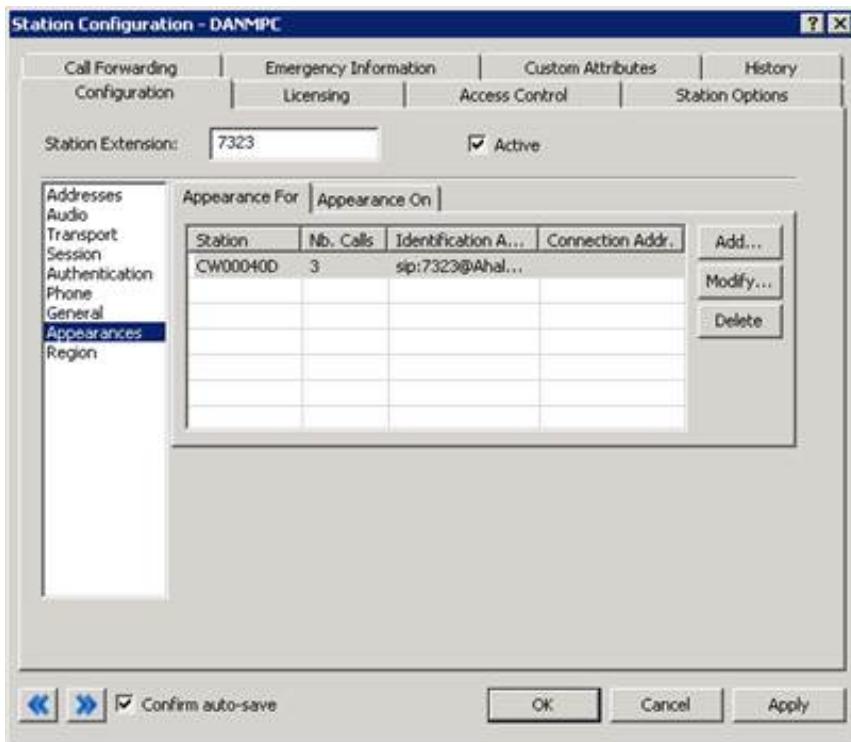 Station Configuration - DANMPC
Call Forwarding Emergency Information Custom Attributes History
Configuration Licensing Access Control Station Options
Station Extension: 7323 Active
Addresses
Audio
Transport
Session
Authentication
Phone
General
Appearances
Region
Appearance For Appearance On
Station Nb. Calls Identification A... Connection Addr.
CW00040D 3 sip:7323@Ahal...
Add...
Modify...
Delete
Confirm auto-save OK Cancel Apply